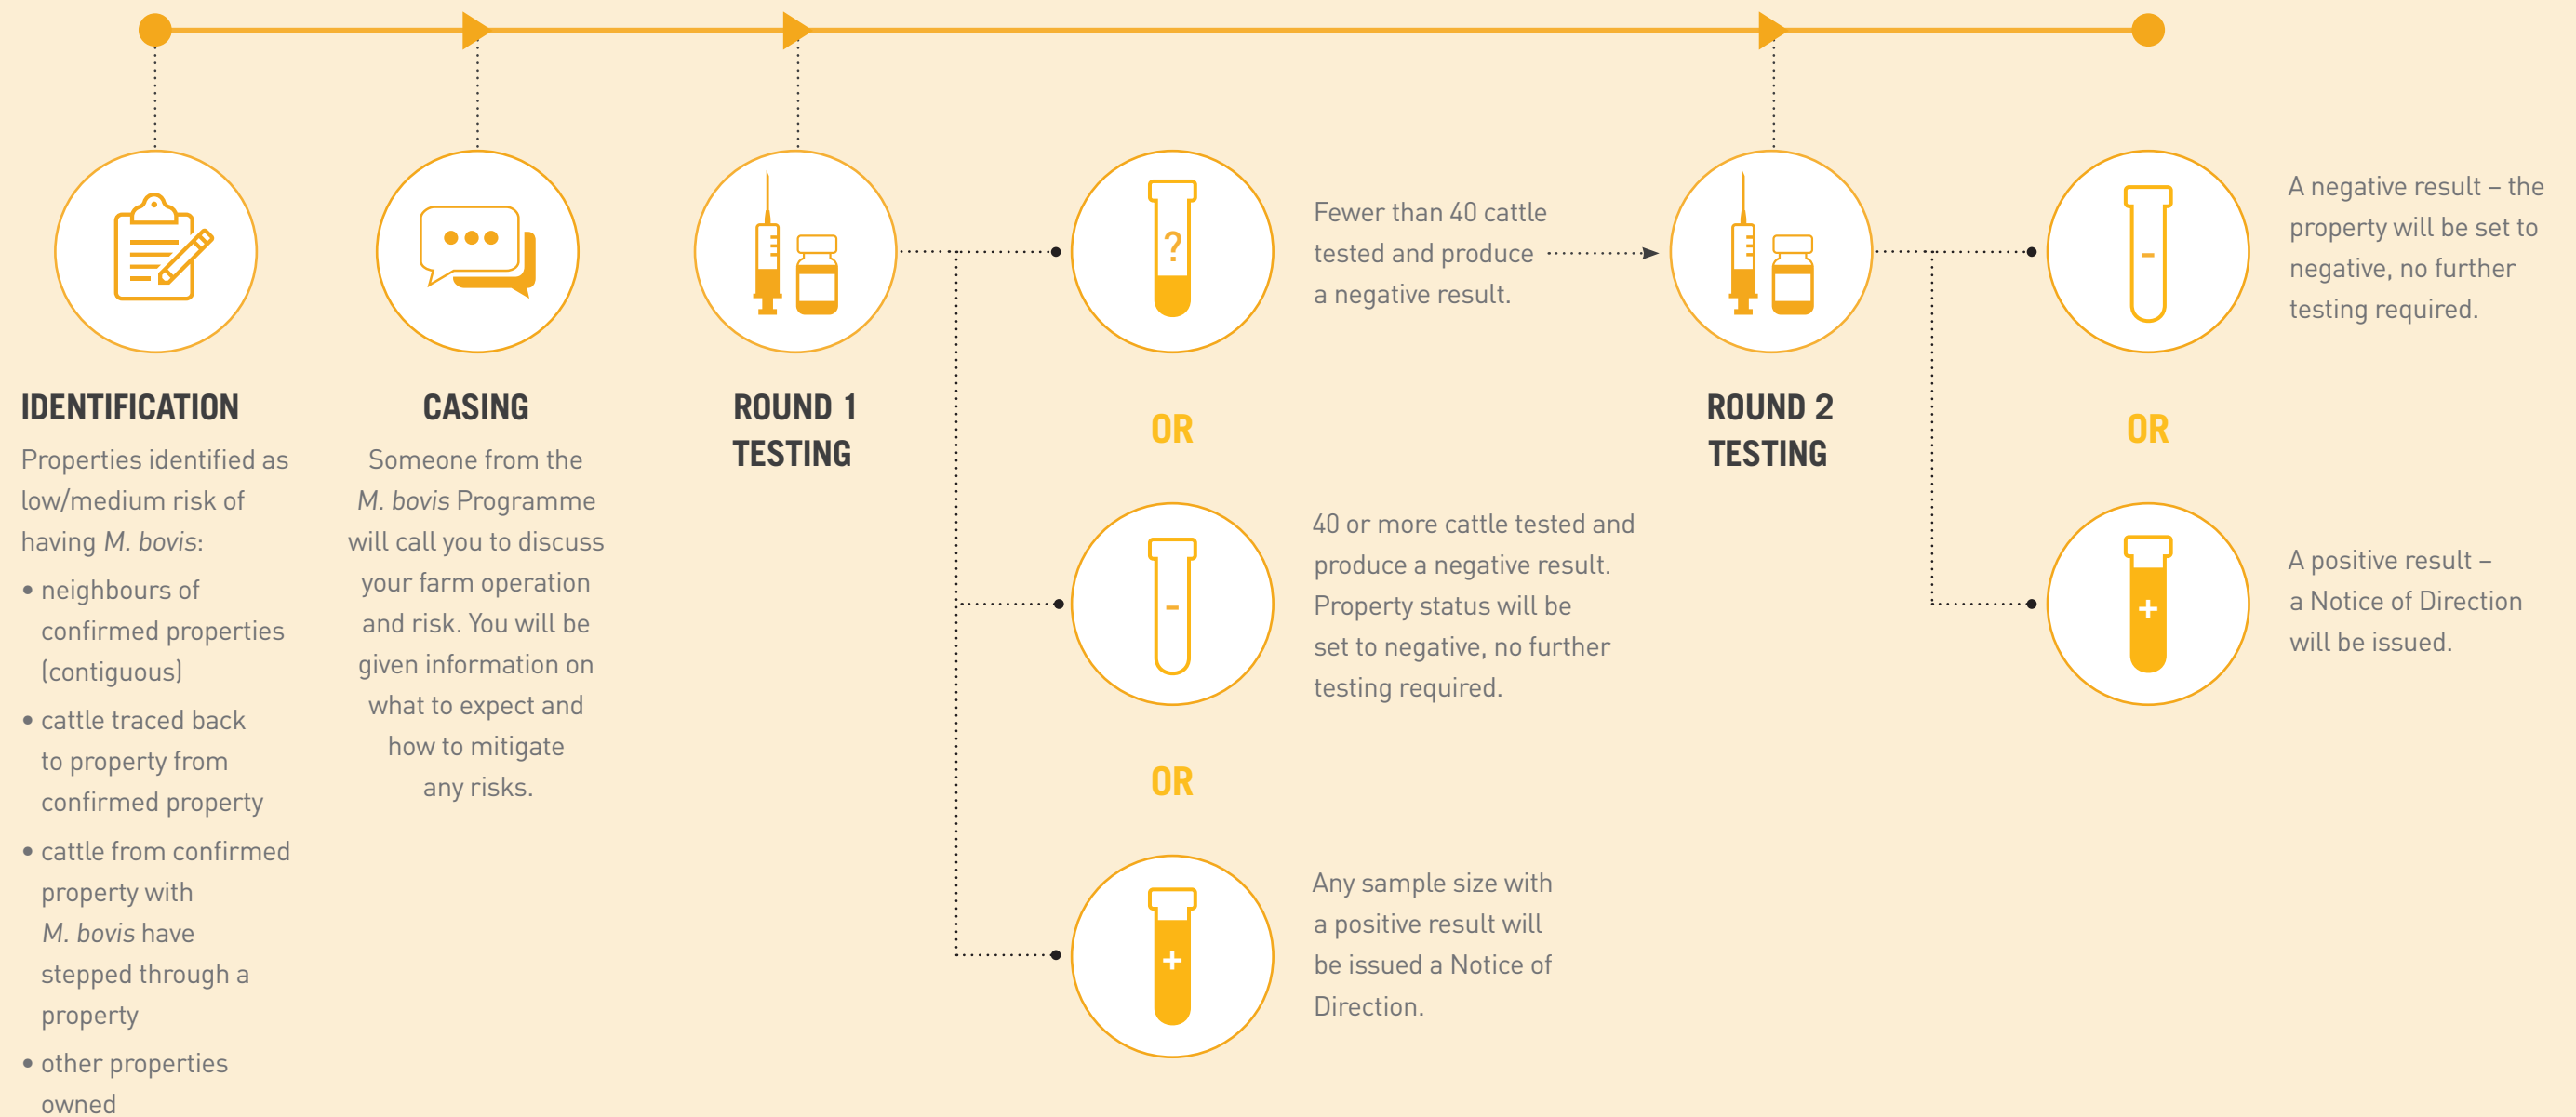 IDENTIFICATION
Properties identified as
low/medium risk of
having M. bovis:
• neighbours of
confirmed properties
(contiguous)
• cattle traced back
to property from
confirmed property
• cattle from confirmed
property with
M. bovis have
stepped through a
property
• other properties
owned
CASING
Someone from the
M. bovis Programme
will call you to discuss
your farm operation
and risk. You will be
given information on
what to expect and
how to mitigate
any risks.
ROUND 1
TESTING
?
Fewer than 40 cattle
tested and produce
a negative result.
OR
-
40 or more cattle tested and
produce a negative result.
Property status will be
set to negative, no further
testing required.
OR
+
Any sample size with
a positive result will
be issued a Notice of
Direction.
ROUND 2
TESTING
-
A negative result – the
property will be set to
negative, no further
testing required.
OR
+
A positive result –
a Notice of Direction
will be issued.